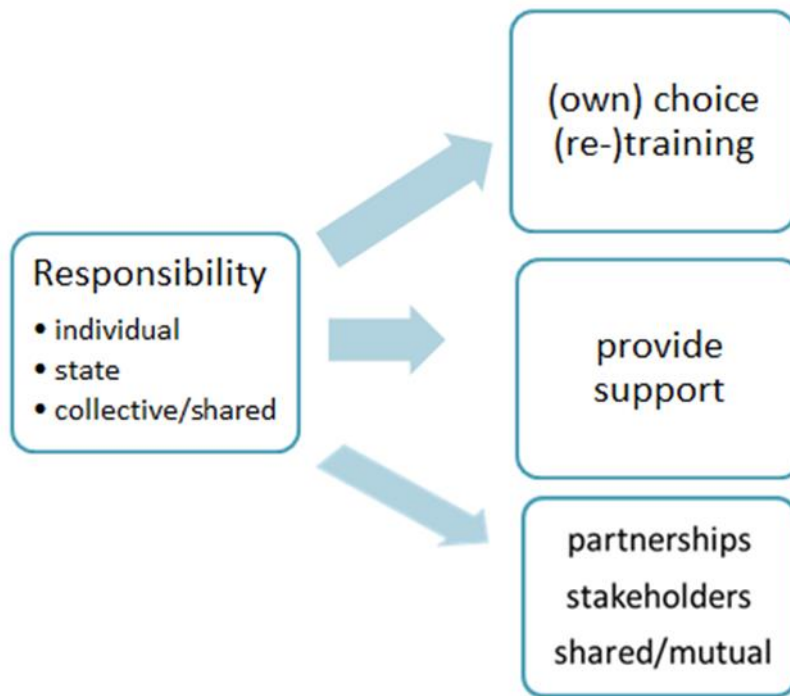 (own) choice
(re-)training
Responsibility
• individual
• state
• collective/shared
provide
support
partnerships
stakeholders
shared/mutual